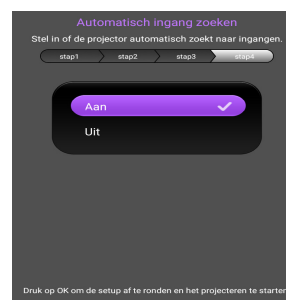 Automatisch ingang zoeken
Stel in of de projector automatisch zoekt naar ingangen.
stap1 stap2 stap3 stap4
Aan
Uit
Druk op OK om de setup af te ronden en het projecteren te starten